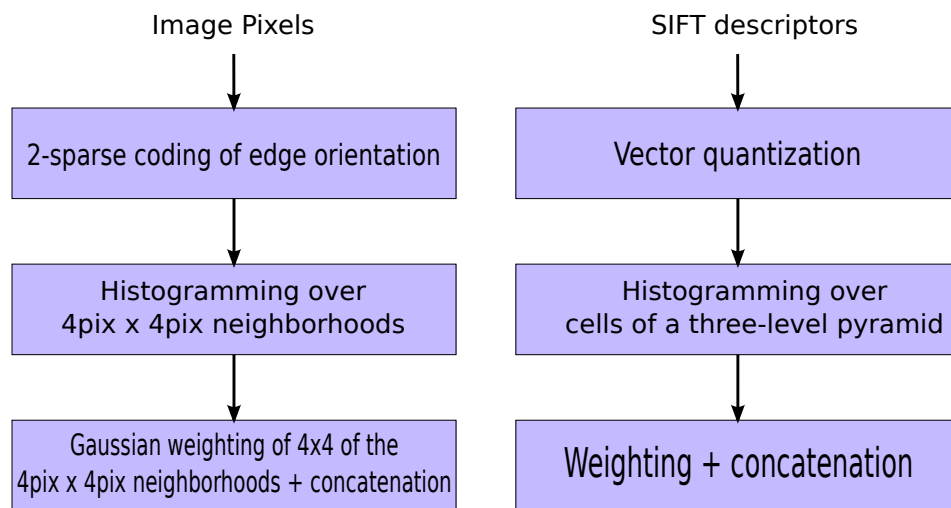 Image Pixels
2-sparse coding of edge orientation
Histogramming over
4pix x 4pix neighborhoods
Gaussian weighting of 4x4 of the
4pix x 4pix neighborhoods + concatenation
SIFT descriptors
Vector quantization
Histogramming over
cells of a three-level pyramid
Weighting + concatenation